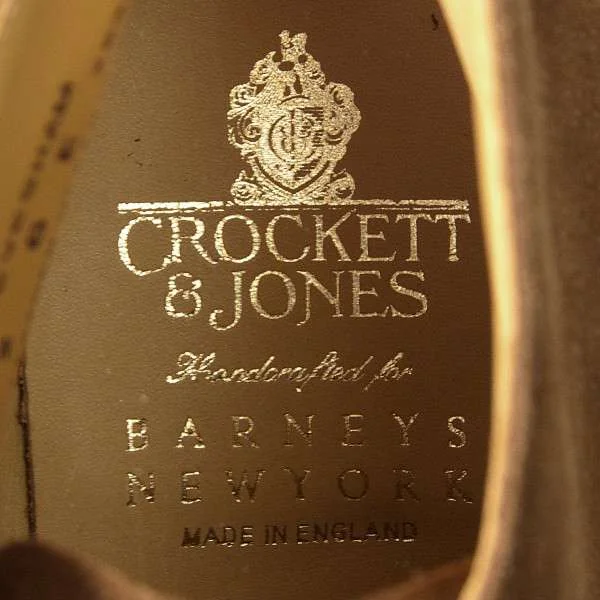 CROCKETT
& JONES
Handcrafted for
BARNEYS
NEWYORK
MADE IN ENGLAND